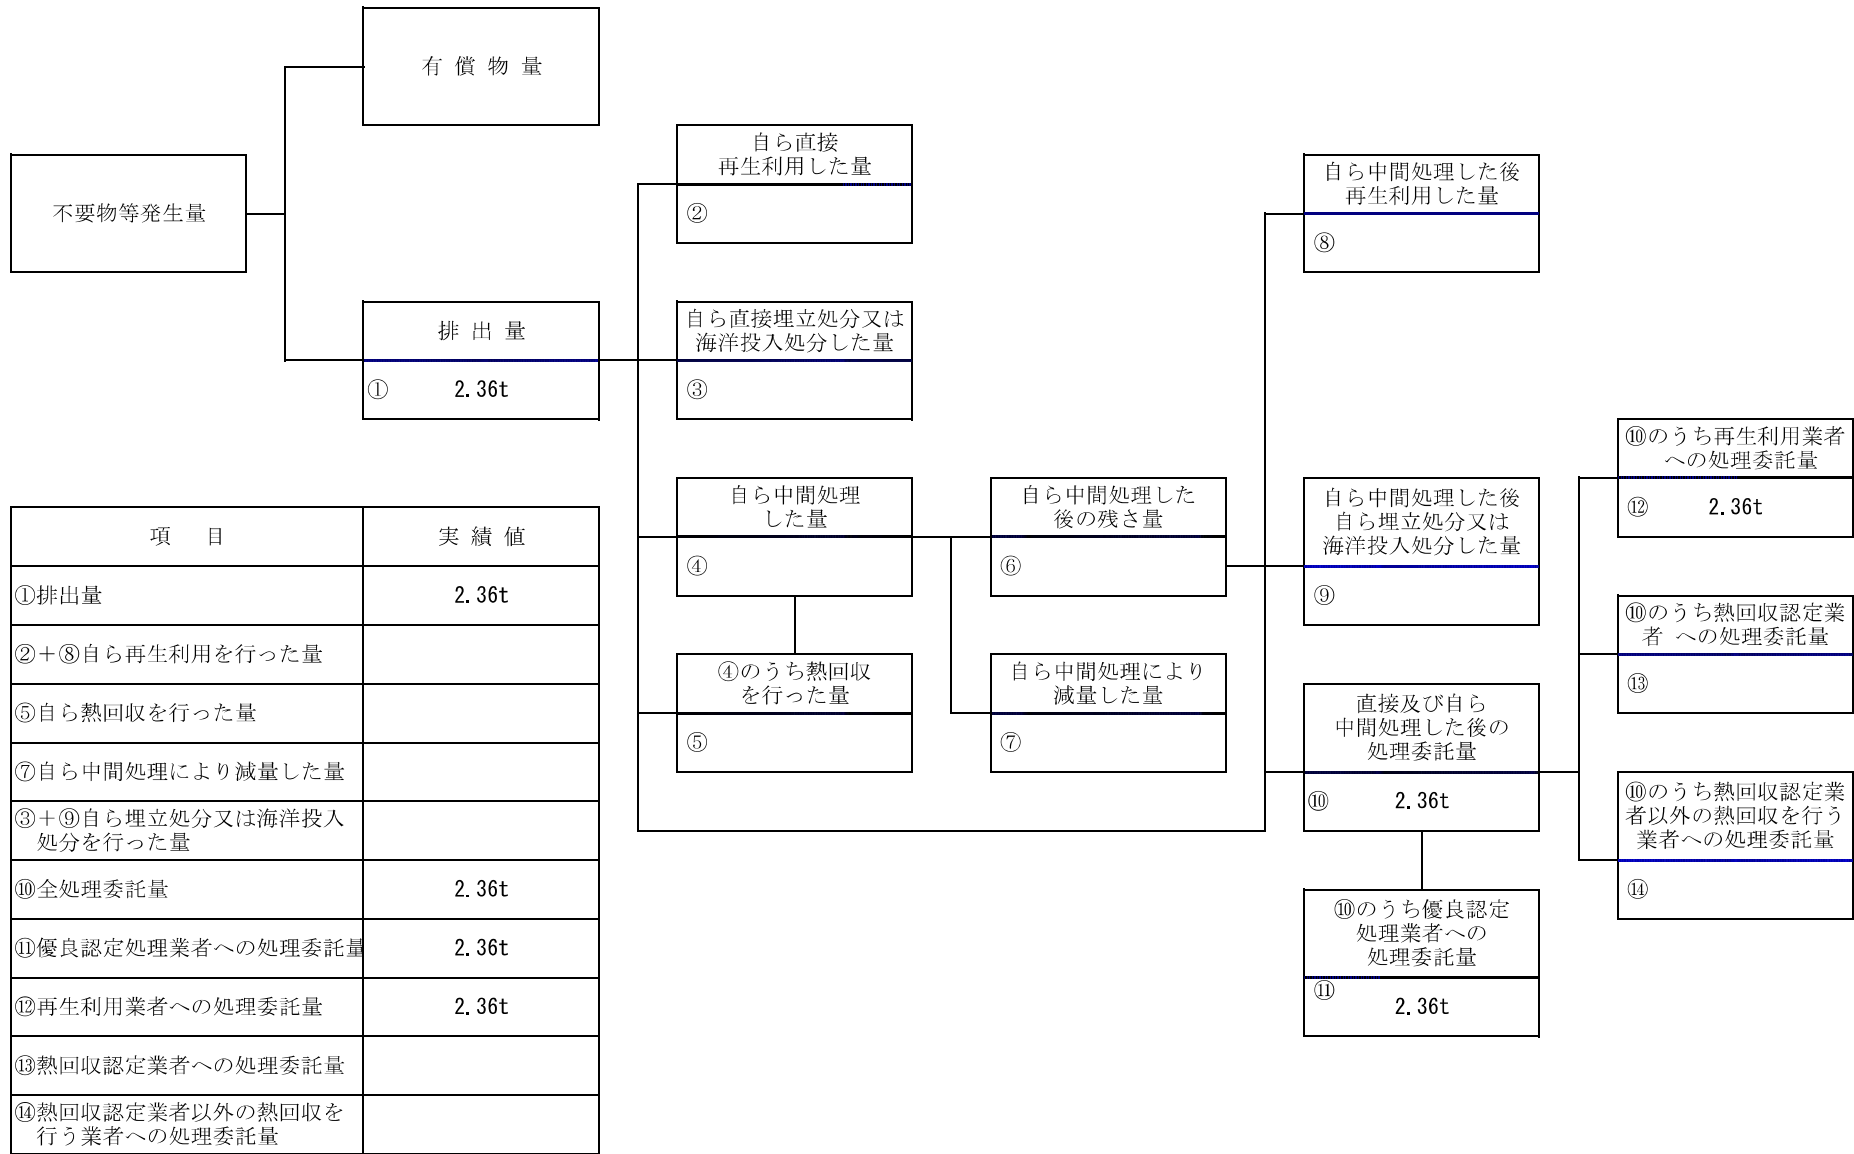 有 償 物 量
不要物等発生量
排 出 量
① 2.36t
自ら直接
再生利用した量
②
自ら直接埋立処分又は
海洋投入処分した量
③
自ら中間処理
した量
④
④のうち熱回収
を行った量
⑤
自ら中間処理した
後の残さ量
⑥
自ら中間処理により
減量した量
⑦
自ら中間処理した後
再生利用した量
⑧
自ら中間処理した後
自ら埋立処分又は
海洋投入処分した量
⑨
直接及び自ら
中間処理した後の
処理委託量
⑩ 2.36t
⑩のうち優良認定
処理業者への
処理委託量
⑪ 2.36t
⑩のうち再生利用業者
への処理委託量
⑫ 2.36t
⑩のうち熱回収認定業
者 への処理委託量
⑬
⑩のうち熱回収認定業
者以外の熱回収を行う
業者への処理委託量
⑭
項 目 実 績 値
①排出量 2.36t
②+⑧自ら再生利用を行った量
⑤自ら熱回収を行った量
⑦自ら中間処理により減量した量
③+⑨自ら埋立処分又は海洋投入
処分を行った量
⑩全処理委託量 2.36t
⑪優良認定処理業者への処理委託量 2.36t
⑫再生利用業者への処理委託量 2.36t
⑬熱回収認定業者への処理委託量
⑭熱回収認定業者以外の熱回収を
行う業者への処理委託量